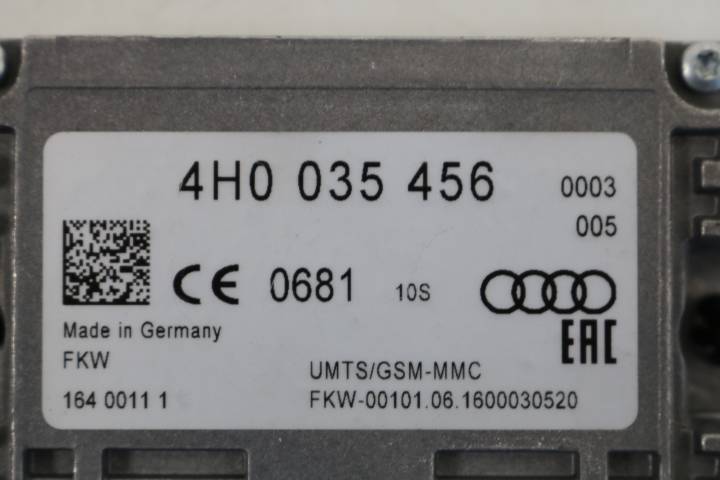 4H0 035 456 0003
005
CE 0681 10S
Made in Germany
EAC
FKW
UMTS/GSM-MMC
164 0011 1 FKW-00101.06.1600030520